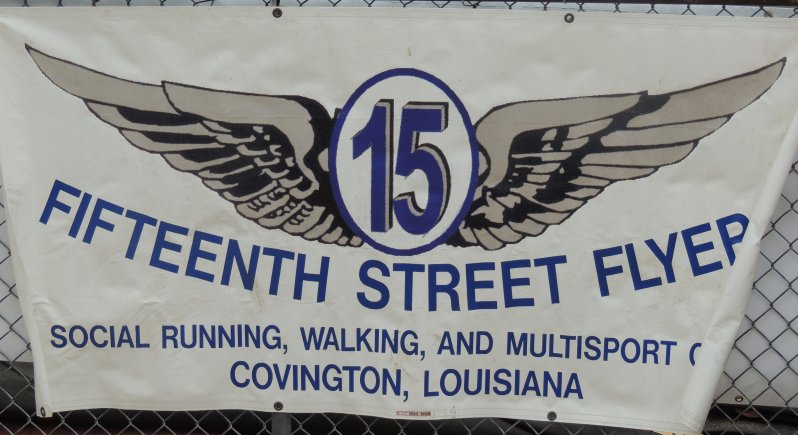 15
FIFTEENTH STREET FLYER
SOCIAL RUNNING, WALKING, AND MULTISPORT
COVINGTON, LOUISIANA